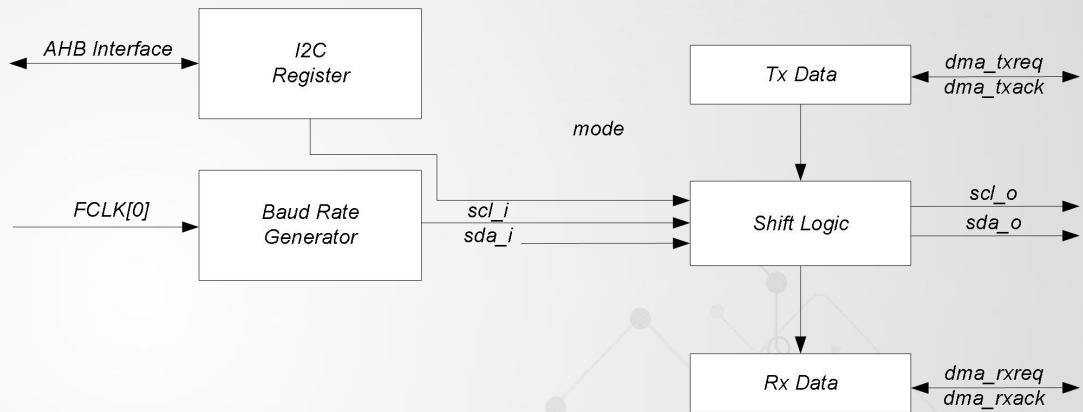 AHB Interface
I2C
Register
Tx Data
dma_txreq
dma_txack
mode
FCLK[0]
Baud Rate
Generator
scl_i
sda_i
Shift Logic
scl_o
sda_o
Rx Data
dma_rxreq
dma_rxack